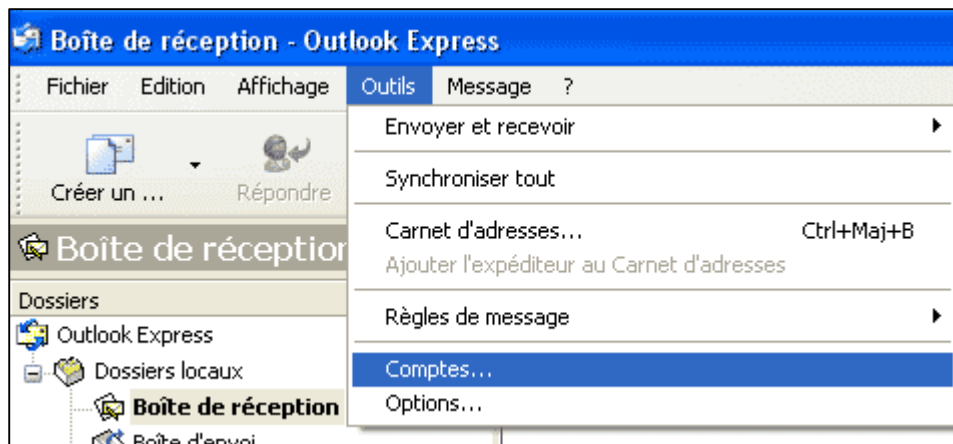 Boîte de réception - Outlook Express
Fichier Edition Affichage Outils Message ?
Créer un ... Répondre
Envoyer et recevoir
Synchroniser tout
Carnet d'adresses... Ctrl+Maj+B
Ajouter l'expéditeur au Carnet d'adresses
Règles de message
Comptes...
Options...
Boîte de réception
Dossiers
Outlook Express
Dossiers locaux
Boîte de réception
Boîte d'envoi